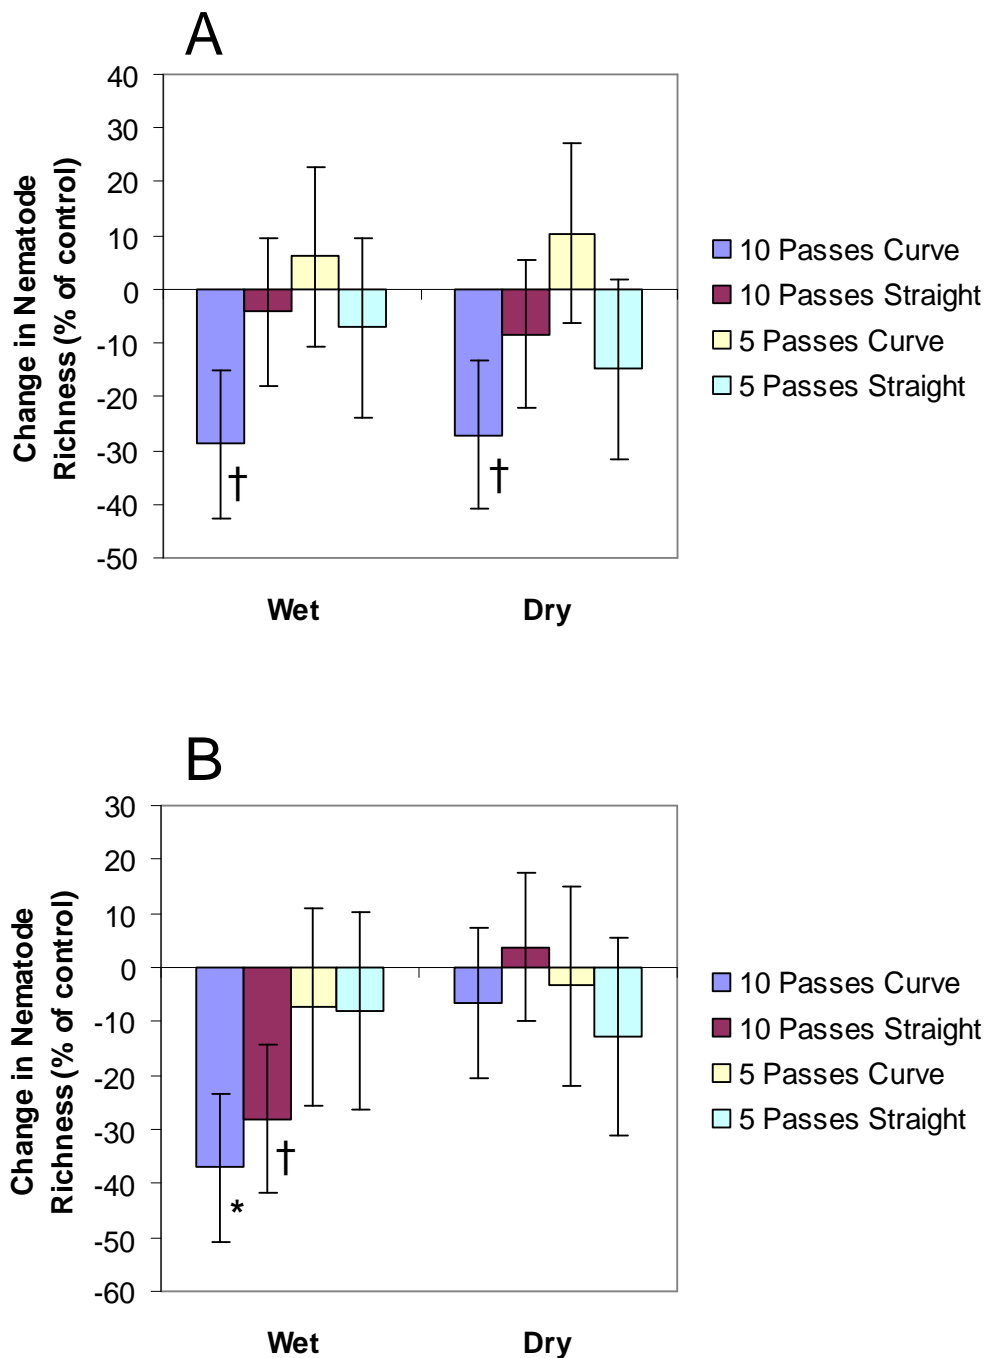 A
Change in Nematode
Richness (% of control)
40
30
20
10
0
-10
-20
-30
-40
-50
†
†
Wet
Dry
10 Passes Curve
10 Passes Straight
5 Passes Curve
5 Passes Straight
B
Change in Nematode
Richness (% of control)
30
20
10
0
-10
-20
-30
-40
-50
-60
*
†
Wet
Dry
10 Passes Curve
10 Passes Straight
5 Passes Curve
5 Passes Straight